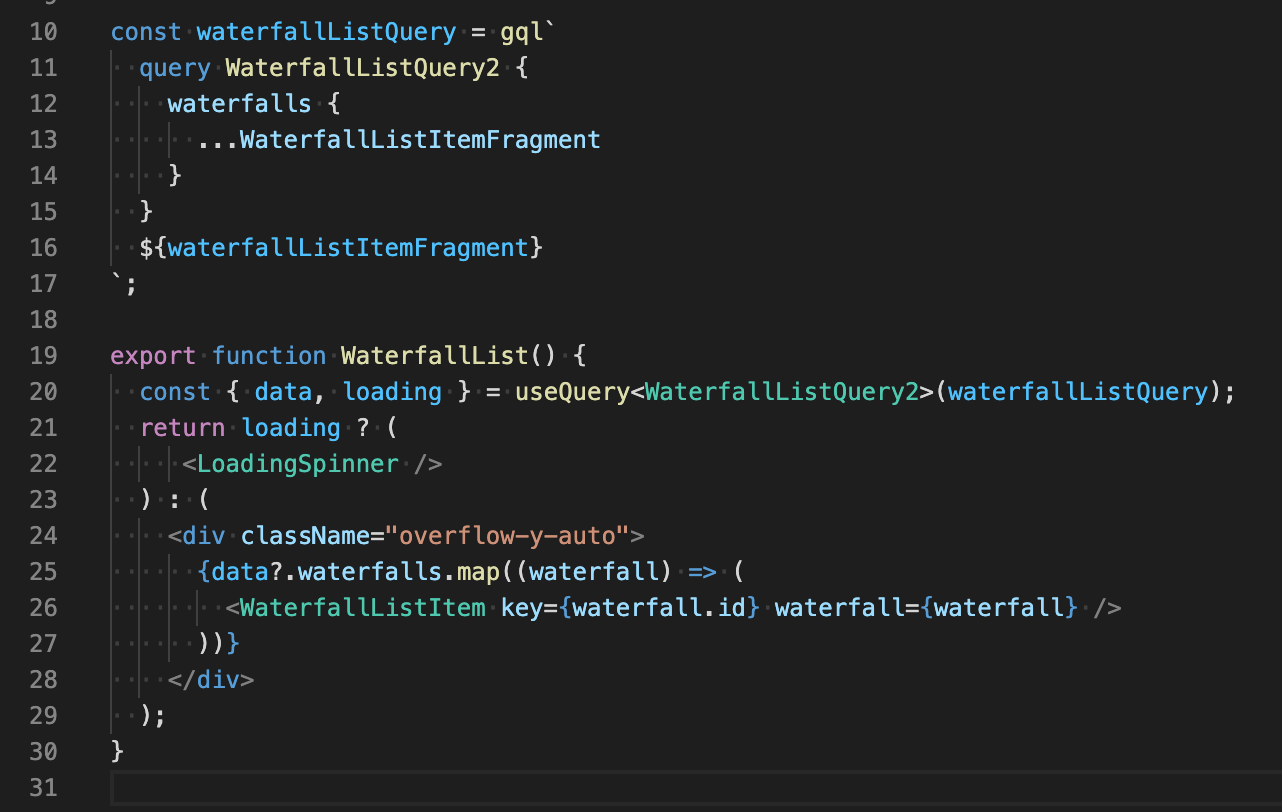 10 const waterfallListQuery = gql`
11   query WaterfallListQuery2 {
12     waterfalls {
13       ...WaterfallListItemFragment
14     }
15   }
16   ${waterfallListItemFragment}
17 `;
18
19 export function WaterfallList() {
20   const { data, loading } = useQuery<WaterfallListQuery2>(waterfallListQuery);
21   return loading ? (
22      <LoadingSpinner />
23   ) : (
24     <div className="overflow-y-auto">
25       {data?.waterfalls.map((waterfall) => (
26         <WaterfallListItem key={waterfall.id} waterfall={waterfall} />
27       ))}
28     </div>
29   );
30 }
31